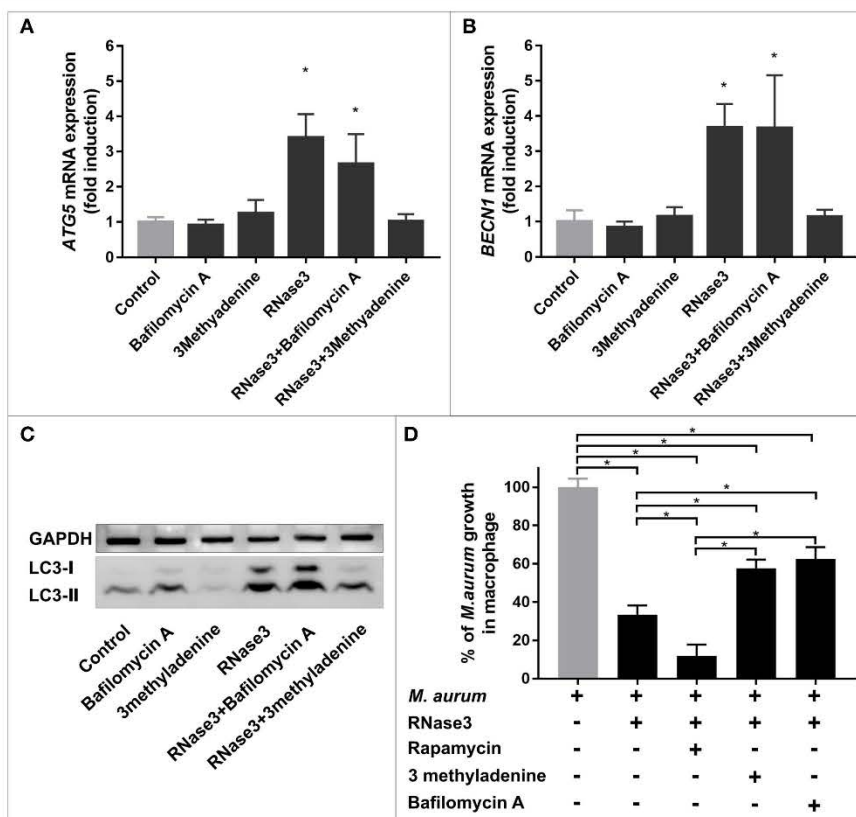 A
ATG5 mRNA expression
(fold induction)
6
5
4
3
2
1
0
*
*
Control
Bafilomycin A
3Methyadenine
RNase3
RNase3+Bafilomycin A
RNase3+3Methyadenine
B
BECN1 mRNA expression
(fold induction)
6
5
4
3
2
1
0
*
*
Control
Bafilomycin A
3Methyadenine
RNase3
RNase3+Bafilomycin A
RNase3+3Methyadenine
C
GAPDH
LC3-I
LC3-II
Control
Bafilomycin A
3methyladenine
RNase3
RNase3+Bafilomycin A
RNase3+3methyladenine
D
% of M.aurum growth
in macrophage
100
80
60
40
20
0
*
*
*
*
*
*
*
*
*
M. aurum + + + + +
RNase3 - + + + +
Rapamycin - - + - -
3 methyladenine - - - + -
Bafilomycin A - - - - +